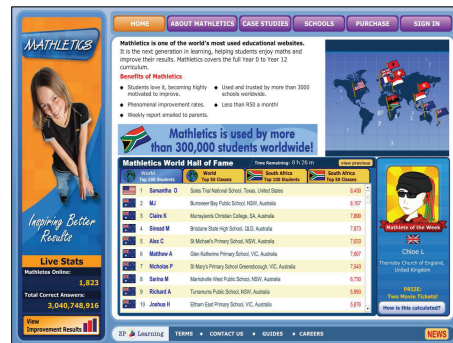 HOME ABOUT MATHLETICS CASE STUDIES SCHOOLS PURCHASE SIGN IN
MATHLETICS
Inspiring Better
Results
Live Stats
Mathletes Online:
1,823
Total Correct Answers:
3,040,748,916
View
Improvement Results
Mathletics is one of the world's most used educational websites.
It is the next generation in learning, helping students enjoy maths and
improve their results. Mathletics covers the full Year 0 to Year 12
curriculum.
Benefits of Mathletics
Students love it, becoming highly
motivated to improve.
Phenomenal improvement rates.
Weekly report emailed to parents.
Used and trusted by more than 3000
schools worldwide.
Less than R50 a month!
Mathletics is used by more
than 300,000 students worldwide!
Mathletics World Hall of Fame Time Remaining: 8 h 26 m view previous
World
Top 100 Students
World
Top 50 Classes
South Africa
Top 100 Students
South Africa
Top 50 Classes
1 Samantha O Sales Trial National School, Texas, United States 8,430
2 MJ Burraneer Bay Public School, NSW, Australia 8,167
3 Claire K Murraylands Christian College, SA, Australia 7,890
4 Sinead M Brisbane State High School, QLD, Australia 7,873
5 Alex C St Michael's Primary School, NSW, Australia 7,633
6 Matthew A Glen Katherine Primary School, VIC, Australia 7,607
7 Nicholas P St Mary's Primary School Greensborough, VIC, Australia 7,543
8 Sarina M Marrickville West Public School, NSW, Australia 6,730
9 Richard A Turramurra Public School, NSW, Australia 5,993
10 Joshua H Eltham East Primary School, VIC, Australia 5,876
Mathlete of the Week
Chloe L
Thornaby Church of England,
United Kingdom
PRIZE:
Two Movie Tickets!
How is this calculated?
3P Learning TERMS CONTACT US GUIDES CAREERS NEWS